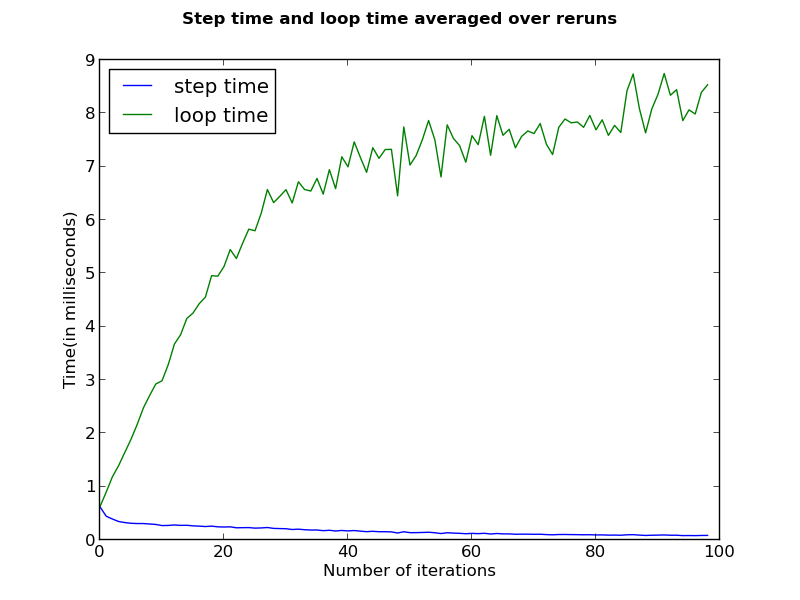 Step time and loop time averaged over reruns
step time
loop time
Time(in milliseconds)
9
8
7
6
5
4
3
2
1
0
0 20 40 60 80 100
Number of iterations